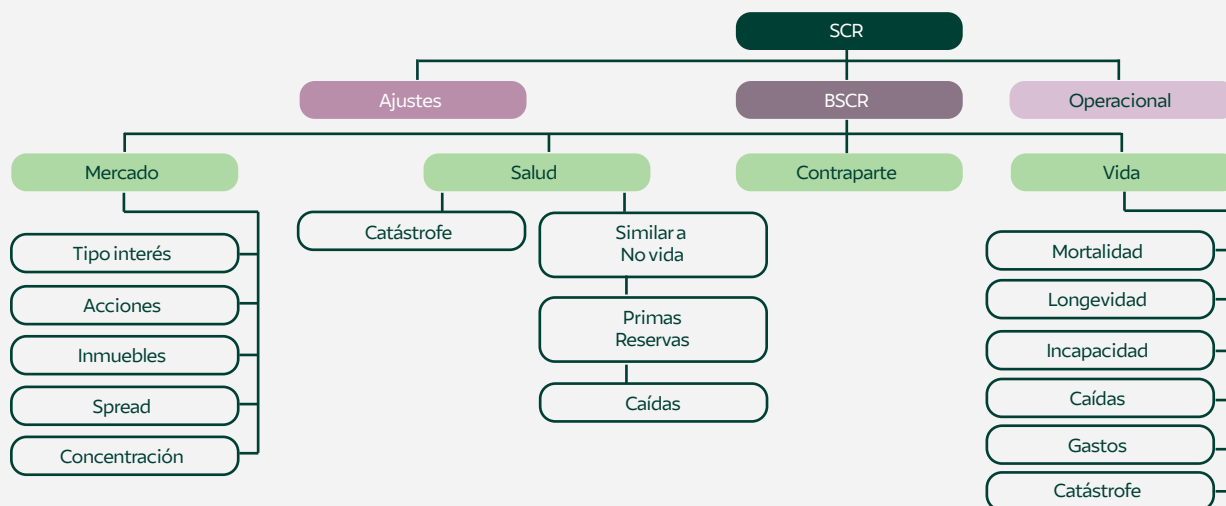 SCR
Ajustes
BSCR
Operacional
Mercado
Salud
Contraparte
Vida
Tipo interés
Acciones
Inmuebles
Spread
Concentración
Catástrofe
Similar a
No vida
Primas
Reservas
Caídas
Mortalidad
Longevidad
Incapacidad
Caídas
Gastos
Catástrofe